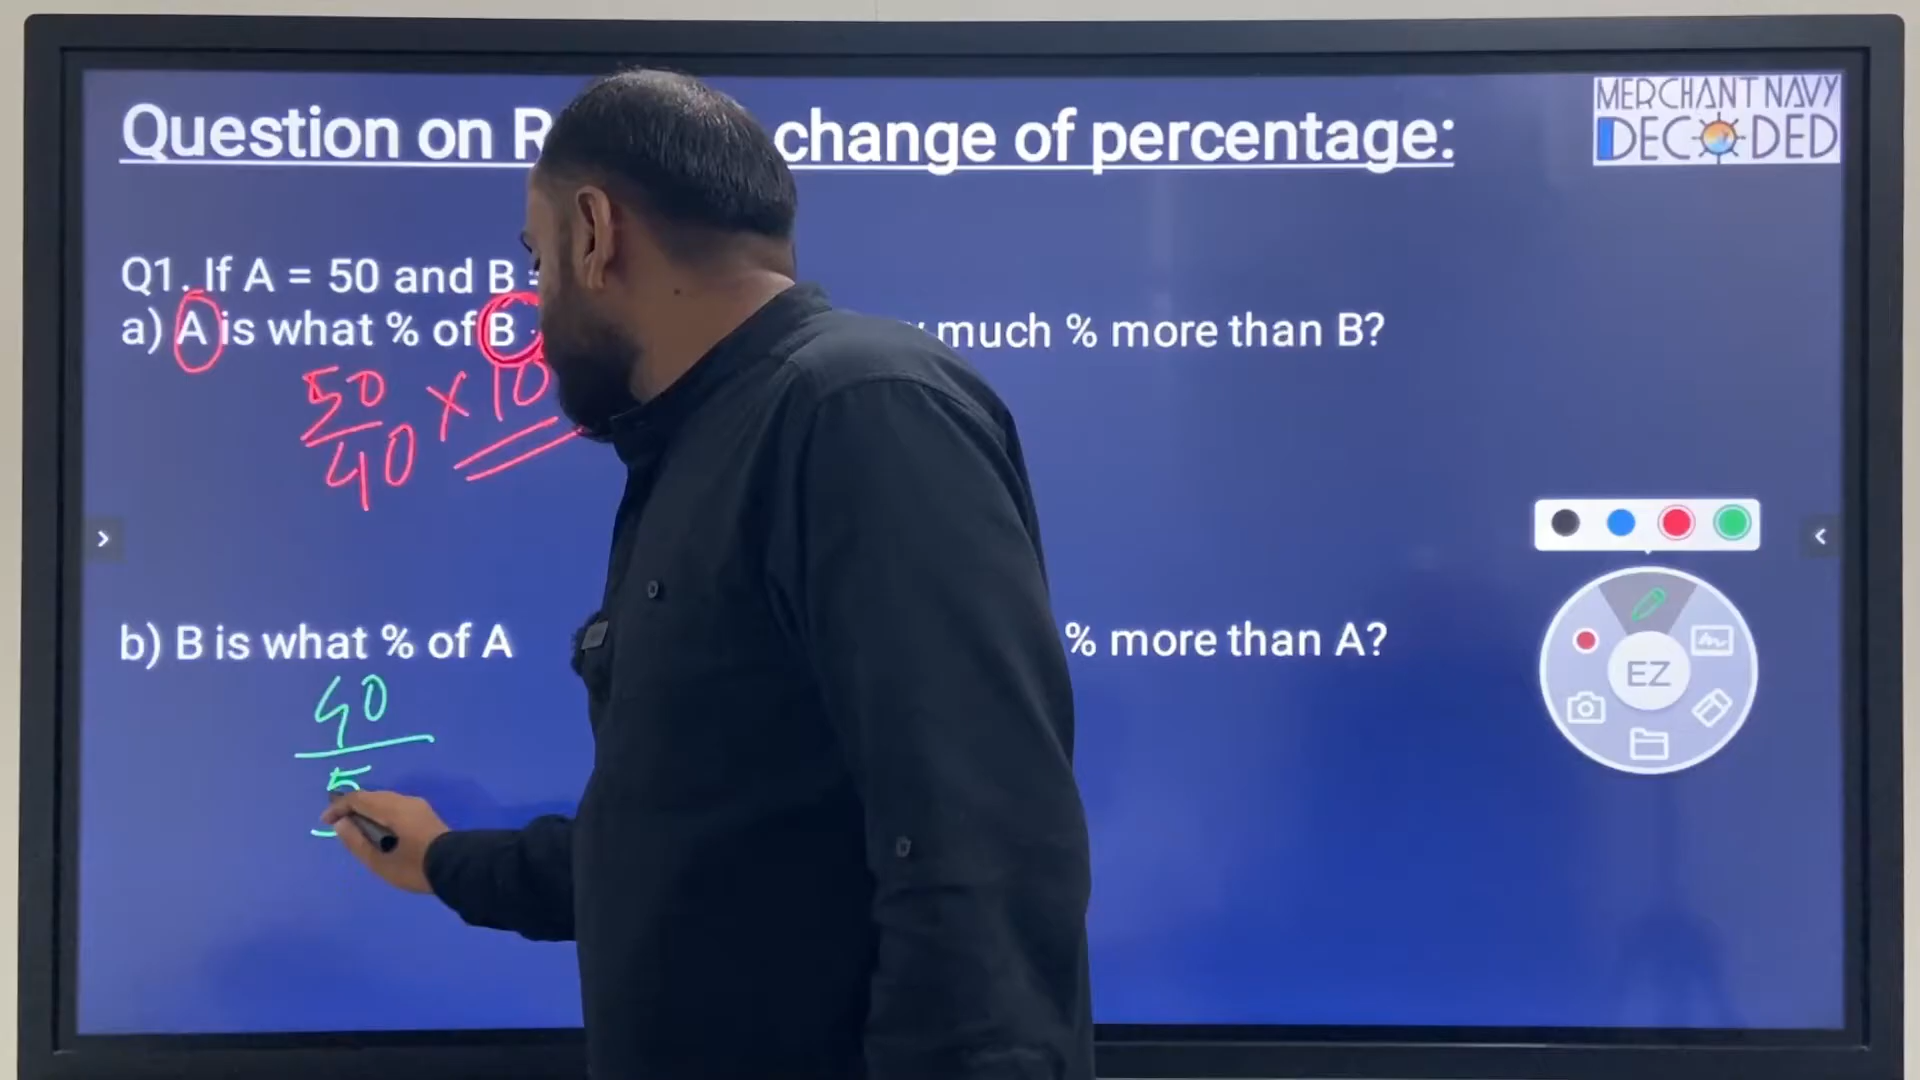 MERCHANT NAVY
DECODED
Question on change of percentage:
Q1. If A = 50 and B
a) A is what % of B much % more than B?
50
40 × 10
b) B is what % of A % more than A?
40
5
EZ